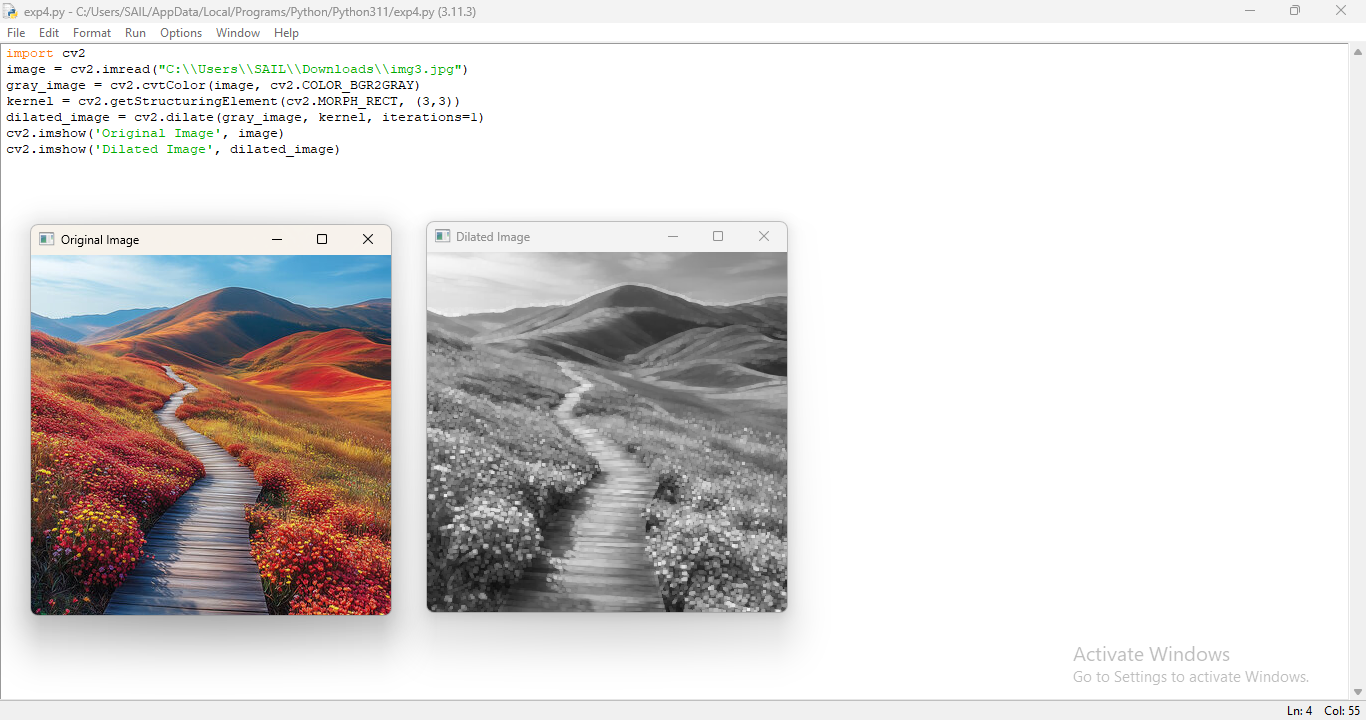 exp4.py - C:/Users/SAIL/AppData/Local/Programs/Python/Python311/exp4.py (3.11.3)
File Edit Format Run Options Window Help
import cv2
image = cv2.imread("C:\\Users\\SAIL\\Downloads\\img3.jpg")
gray_image = cv2.cvtColor(image, cv2.COLOR_BGR2GRAY)
kernel = cv2.getStructuringElement(cv2.MORPH_RECT, (3,3))
dilated_image = cv2.dilate(gray_image, kernel, iterations=1)
cv2.imshow('Original Image', image)
cv2.imshow('Dilated Image', dilated_image)
Original Image
Dilated Image
Activate Windows
Go to Settings to activate Windows.
Ln: 4 Col: 55